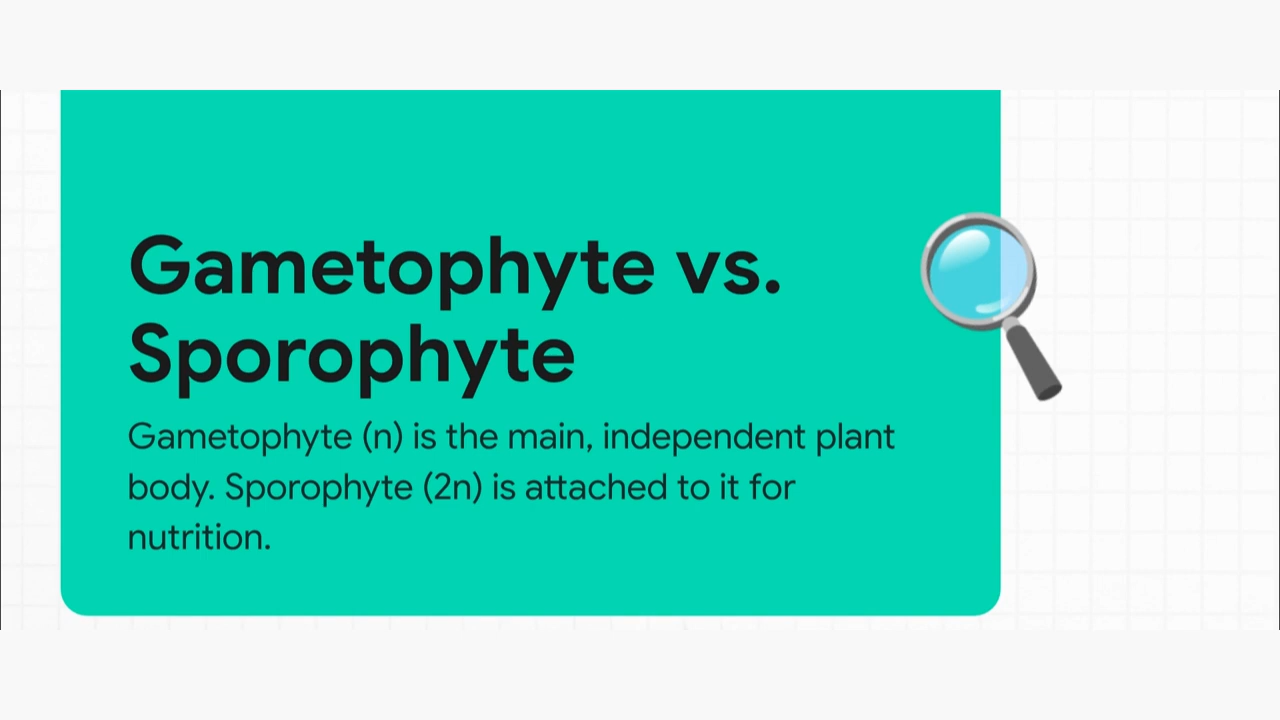 Gametophyte vs.
Sporophyte
Gametophyte (n) is the main, independent plant
body. Sporophyte (2n) is attached to it for
nutrition.